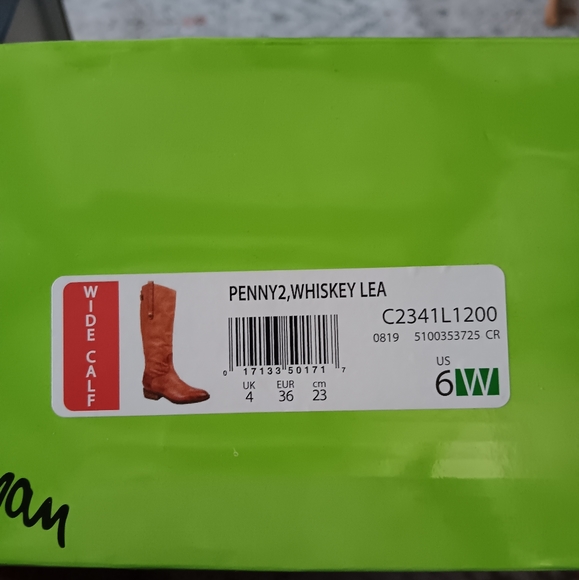 WIDE CALF
PENNY2,WHISKEY LEA
C2341L1200
0819 5100353725 CR
0 17133 50171 7
UK EUR cm
4 36 23
US
6W